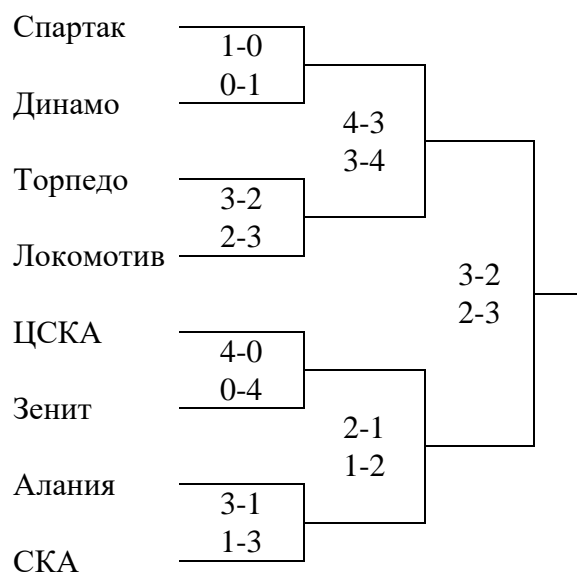 Спартак
1-0
0-1
Динамо
4-3
3-4
Торпедо
3-2
2-3
Локомотив
3-2
2-3
ЦСКА
4-0
0-4
Зенит
2-1
1-2
Алания
3-1
1-3
СКА